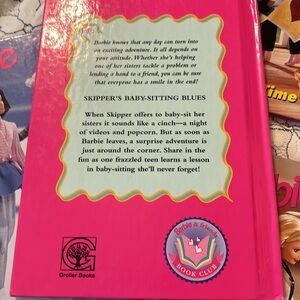 Barbie knows that any day can turn into
an exciting adventure. It all depends on
your attitude. Whether she's helping
one of her sisters tackle a problem or
lending a hand to a friend, you can be sure
that everyone has a smile in the end!
SKIPPER'S BABY-SITTING BLUES
When Skipper offers to baby-sit her
sisters it sounds like a cinch—a night
of videos and popcorn. But as soon as
Barbie leaves, a surprise adventure is
just around the corner. Share in the
fun as one frazzled teen learns a lesson
in baby-sitting she'll never forget!
Grolier Books
Barbie & friends
BOOK CLUB
Time